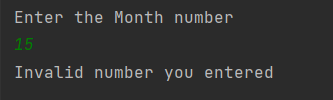 Enter the Month number
15
Invalid number you entered